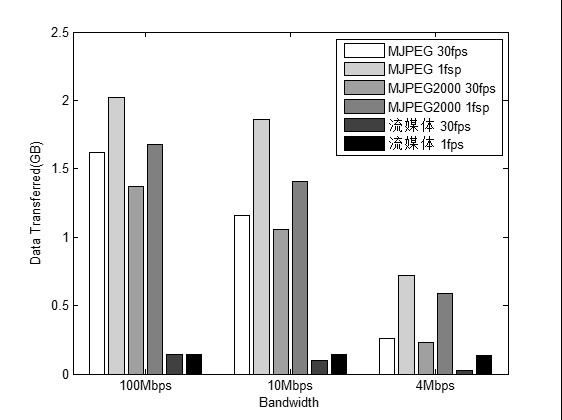 2.5
2
1.5
1
0.5
0
Data Transferred(GB)
MJPEG 30fps
MJPEG 1fsp
MJPEG2000 30fps
MJPEG2000 1fsp
流媒体 30fps
流媒体 1fps
100Mbps
10Mbps
4Mbps
Bandwidth